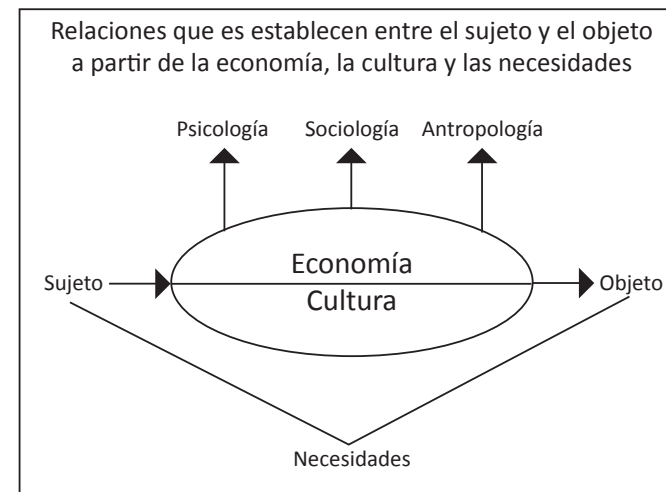 Relaciones que es establecen entre el sujeto y el objeto
a partir de la economía, la cultura y las necesidades
Psicología Sociología Antropología
Economía
Sujeto Objeto
Cultura
Necesidades